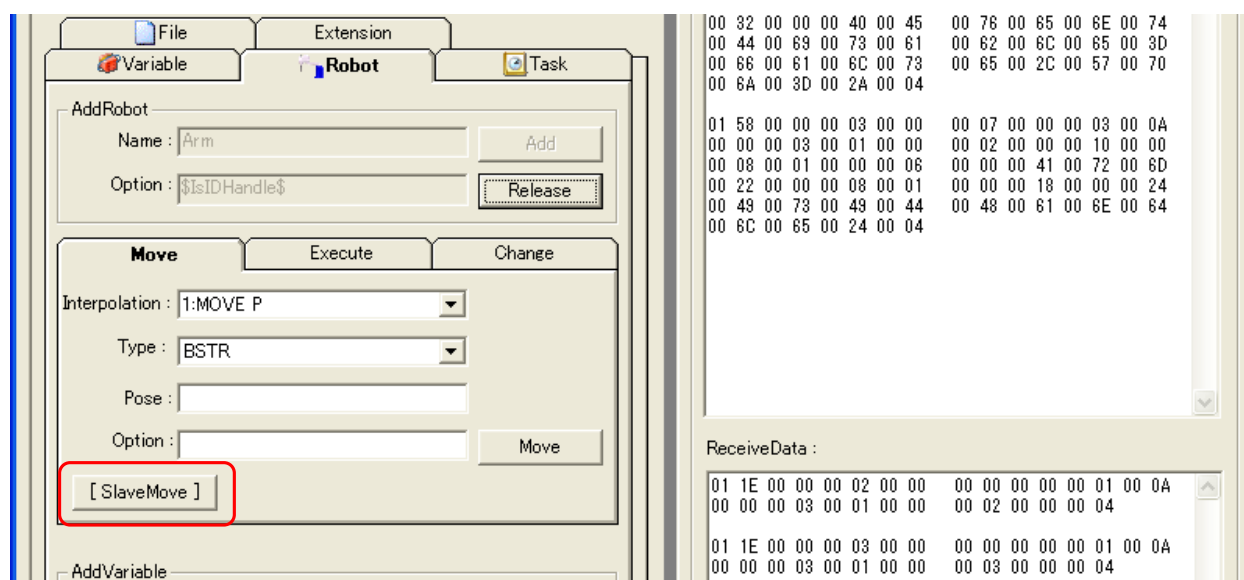 File Extension
Variable Robot Task
AddRobot
Name : Arm Add
Option : $IsIDHandle$ Release
Move Execute Change
Interpolation : 1:MOVE P
Type : BSTR
Pose :
Option : Move
[ SlaveMove ]
AddVariable
00 32 00 00 00 40 00 45 00 76 00 65 00 6E 00 74
00 44 00 69 00 73 00 61 00 62 00 6C 00 65 00 3D
00 66 00 61 00 6C 00 73 00 65 00 2C 00 57 00 70
00 6A 00 3D 00 2A 00 04
01 58 00 00 00 03 00 00 00 07 00 00 00 03 00 0A
00 00 00 03 00 01 00 00 00 02 00 00 00 10 00 00
00 08 00 01 00 00 00 06 00 00 00 41 00 72 00 6D
00 22 00 00 00 08 00 01 00 00 00 18 00 00 00 24
00 49 00 73 00 49 00 44 00 48 00 61 00 6E 00 64
00 6C 00 65 00 24 00 04
ReceiveData :
01 1E 00 00 00 02 00 00 00 00 00 00 00 01 00 0A
00 00 00 03 00 01 00 00 00 02 00 00 00 04
01 1E 00 00 00 03 00 00 00 00 00 00 00 01 00 0A
00 00 00 03 00 01 00 00 00 03 00 00 00 04